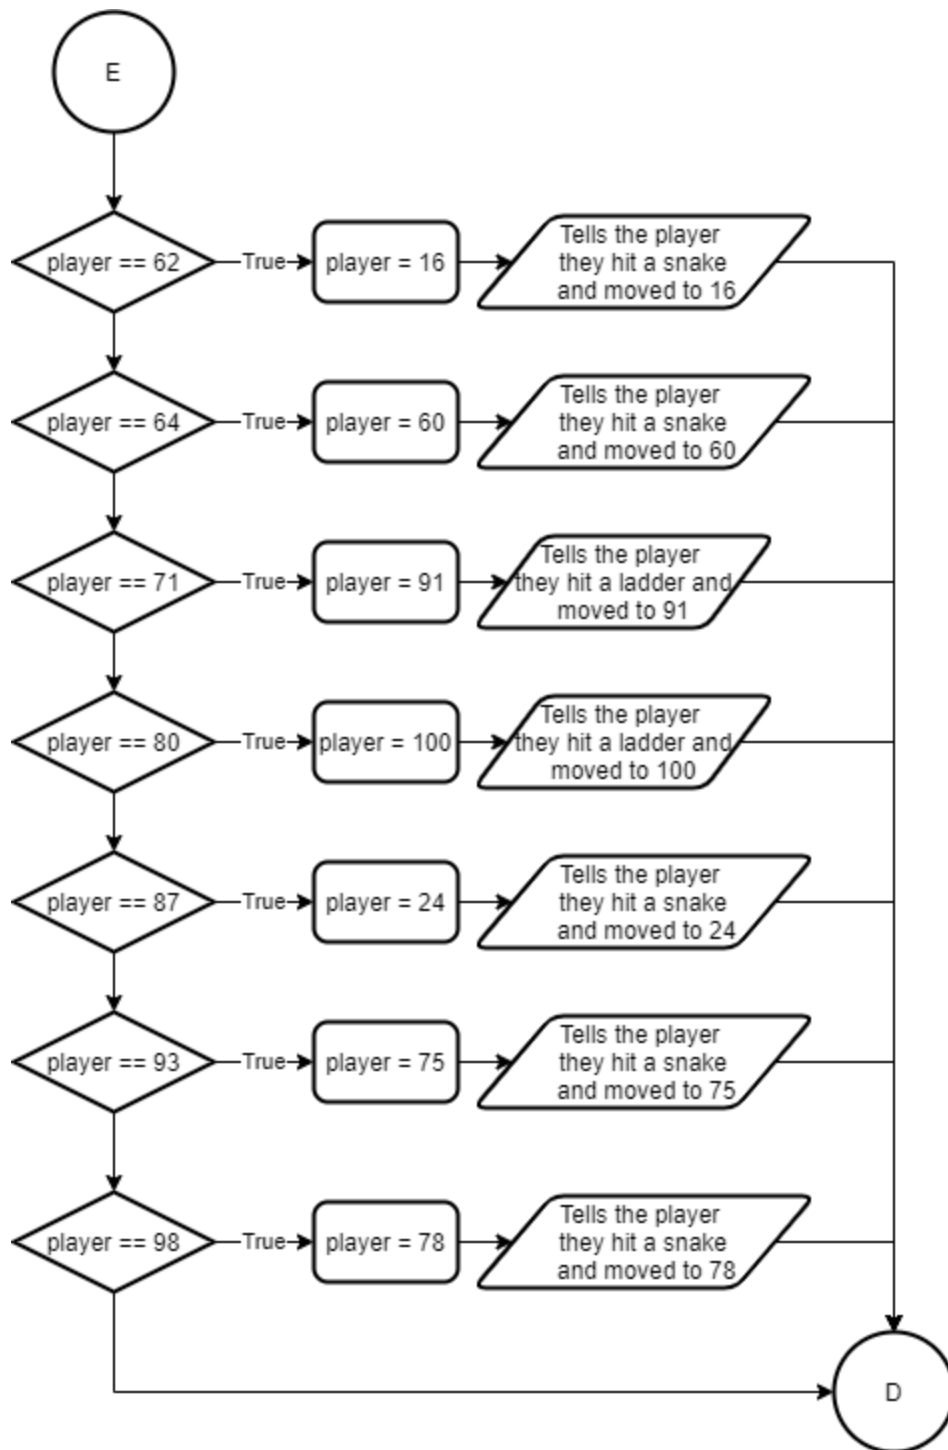 E
player == 62
True
player = 16
Tells the player
they hit a snake
and moved to 16
player == 64
True
player = 60
Tells the player
they hit a snake
and moved to 60
player == 71
True
player = 91
Tells the player
they hit a ladder and
moved to 91
player == 80
True
player = 100
Tells the player
they hit a ladder and
moved to 100
player == 87
True
player = 24
Tells the player
they hit a snake
and moved to 24
player == 93
True
player = 75
Tells the player
they hit a snake
and moved to 75
player == 98
True
player = 78
Tells the player
they hit a snake
and moved to 78
D